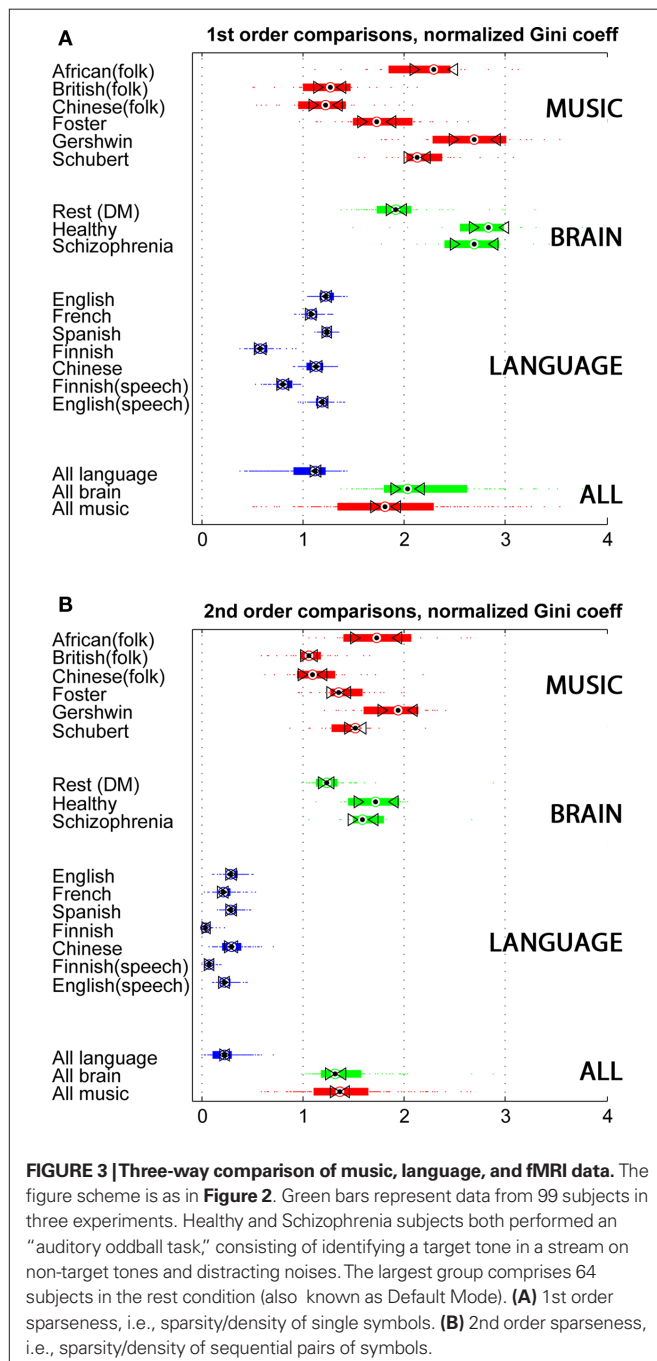 A
1st order comparisons, normalized Gini coeff
African(folk)
British(folk)
Chinese(folk)
Foster
Gershwin
Schubert
MUSIC
Rest (DM)
Healthy
Schizophrenia
BRAIN
English
French
Spanish
Finnish
Chinese
Finnish(speech)
English(speech)
LANGUAGE
All language
All brain
All music
ALL
0 1 2 3 4
B
2nd order comparisons, normalized Gini coeff
African(folk)
British(folk)
Chinese(folk)
Foster
Gershwin
Schubert
MUSIC
Rest (DM)
Healthy
Schizophrenia
BRAIN
English
French
Spanish
Finnish
Chinese
Finnish(speech)
English(speech)
LANGUAGE
All language
All brain
All music
ALL
0 1 2 3 4
FIGURE 3 | Three-way comparison of music, language, and fMRI data. The
figure scheme is as in Figure 2. Green bars represent data from 99 subjects in
three experiments. Healthy and Schizophrenia subjects both performed an
“auditory oddball task,” consisting of identifying a target tone in a stream on
non-target tones and distracting noises. The largest group comprises 64
subjects in the rest condition (also known as Default Mode). (A) 1st order
sparseness, i.e., sparsity/density of single symbols. (B) 2nd order sparseness,
i.e., sparsity/density of sequential pairs of symbols.